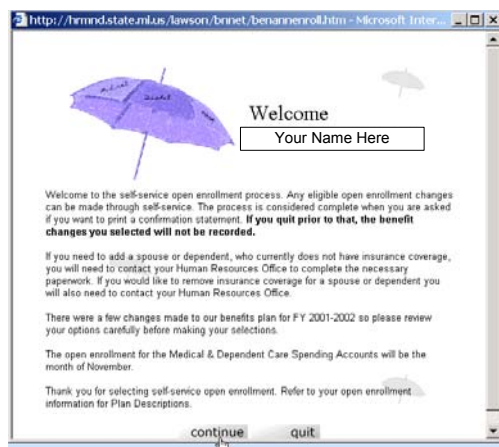 http://hrmnd.state.mi.us/lawson/bnnet/benannenroll.htm - Microsoft Inter...
Medical
Dental
Welcome
Your Name Here
Welcome to the self-service open enrollment process. Any eligible open enrollment changes
can be made through self-service. The process is considered complete when you are asked
if you want to print a confirmation statement. If you quit prior to that, the benefit
changes you selected will not be recorded.
If you need to add a spouse or dependent, who currently does not have insurance coverage,
you will need to contact your Human Resources Office to complete the necessary
paperwork. If you would like to remove insurance coverage for a spouse or dependent you
will also need to contact your Human Resources Office.
There were a few changes made to our benefits plan for FY 2001-2002 so please review
your options carefully before making your selections.
The open enrollment for the Medical & Dependent Care Spending Accounts will be the
month of November.
Thank you for selecting self-service open enrollment. Refer to your open enrollment
information for Plan Descriptions.
continue quit